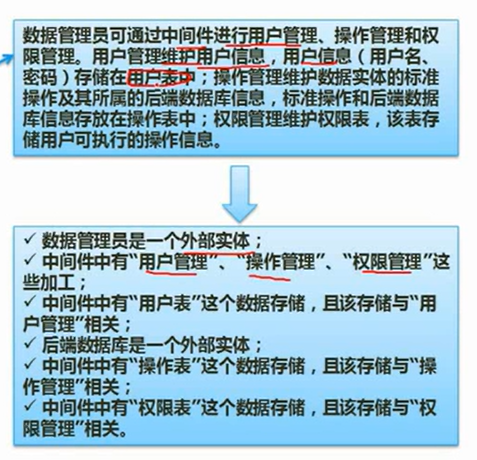 数据管理员可通过中间件进行用户管理、操作管理和权
限管理。用户管理维护用户信息，用户信息（用户名、
密码）存储在用户表中；操作管理维护数据实体的标准
操作及其所属的后端数据库信息，标准操作和后端数据
库信息存放在操作表中；权限管理维护权限表，该表存
储用户可执行的操作信息。
✓ 数据管理员是一个外部实体；
✓ 中间件中有“用户管理”、“操作管理”、“权限管理”这
些加工；
✓ 中间件中有“用户表”这个数据存储，且该存储与“用
户管理”相关；
✓ 后端数据库是一个外部实体；
✓ 中间件中有“操作表”这个数据存储，且该存储与“操
作管理”相关；
✓ 中间件中有“权限表”这个数据存储，且该存储与“权
限管理”相关。